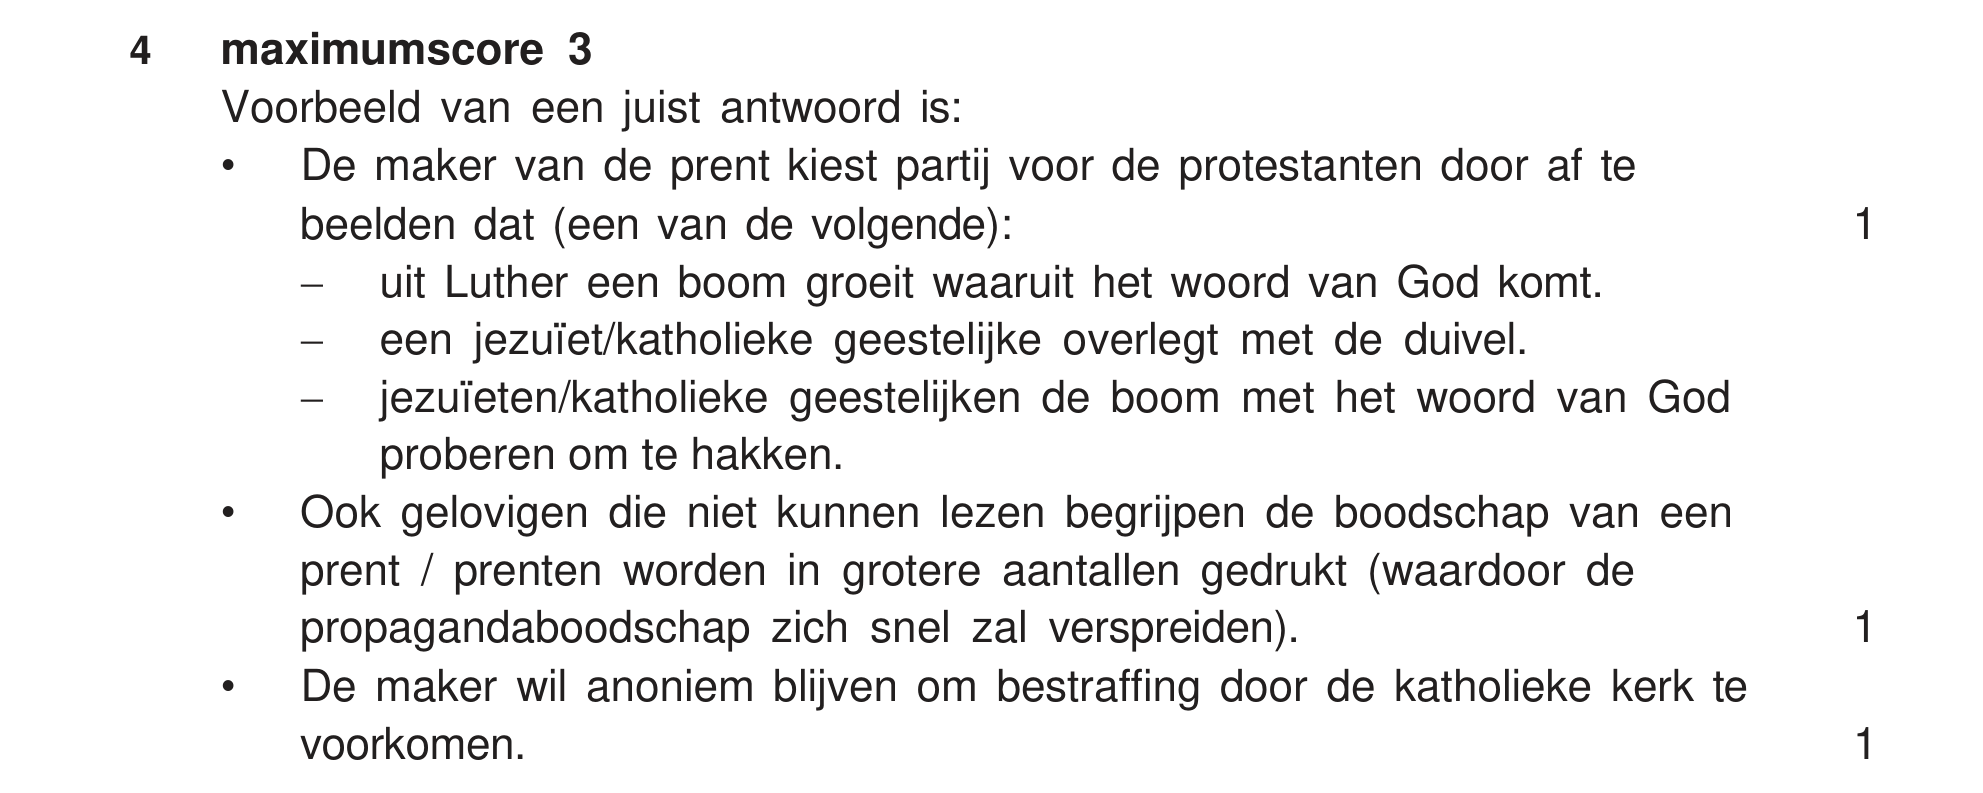 4 maximumscore 3
Voorbeeld van een juist antwoord is:
• De maker van de prent kiest partij voor de protestanten door af te
beelden dat (een van de volgende): 1
− uit Luther een boom groeit waaruit het woord van God komt.
− een jezuïet/katholieke geestelijke overlegt met de duivel.
− jezuïeten/katholieke geestelijken de boom met het woord van God
proberen om te hakken.
• Ook gelovigen die niet kunnen lezen begrijpen de boodschap van een
prent / prenten worden in grotere aantallen gedrukt (waardoor de
propagandaboodschap zich snel zal verspreiden). 1
• De maker wil anoniem blijven om bestraffing door de katholieke kerk te
voorkomen. 1